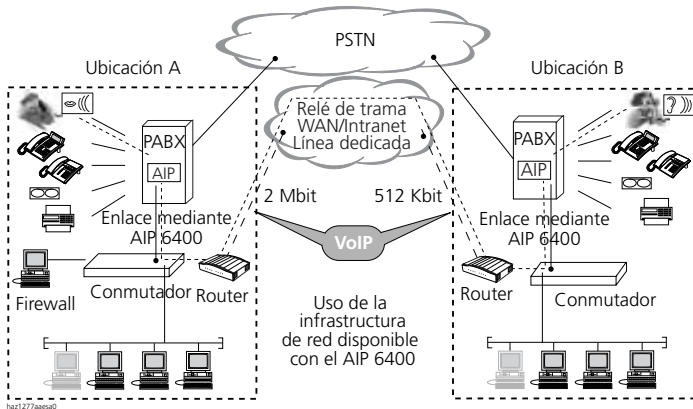 PSTN
Ubicación A
Ubicación B
Relé de trama
WAN/Intranet
Línea dedicada
PABX
AIP
PABX
AIP
2 Mbit
512 Kbit
Enlace mediante
AIP 6400
Enlace mediante
AIP 6400
VoIP
Firewall
Conmutador
Router
Router
Conmutador
Uso de la
infrastructura
de red disponible
con el AIP 6400
haz1277aaesa0